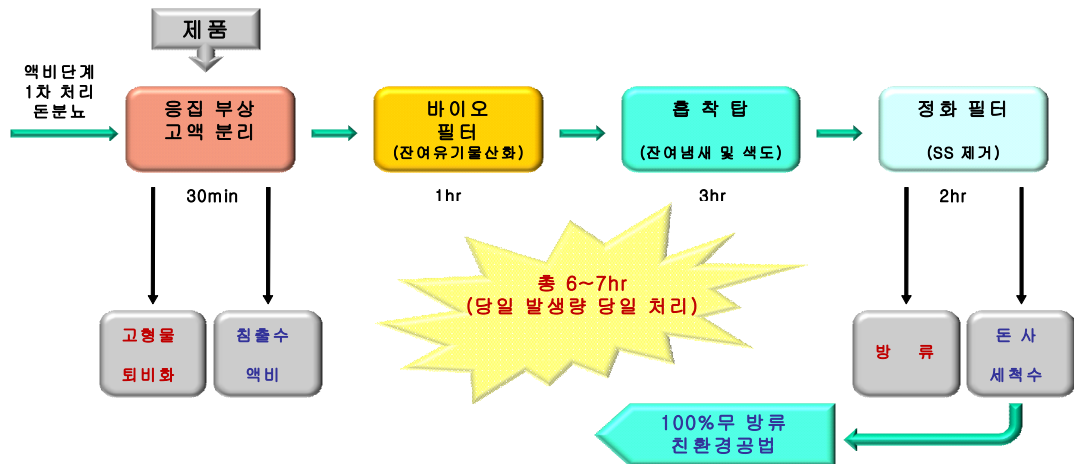 제품
액비단계
1차 처리
돈분뇨
응집 부상
고액 분리
바이오
필터
(잔여유기물산화)
흡 착 탑
(잔여냄새 및 색도)
정화 필터
(SS 제거)
30min
1hr
3hr
2hr
총 6~7hr
(당일 발생량 당일 처리)
고형물
퇴비화
침출수
액비
방 류
돈 사
세척수
100%무 방류
친환경공법